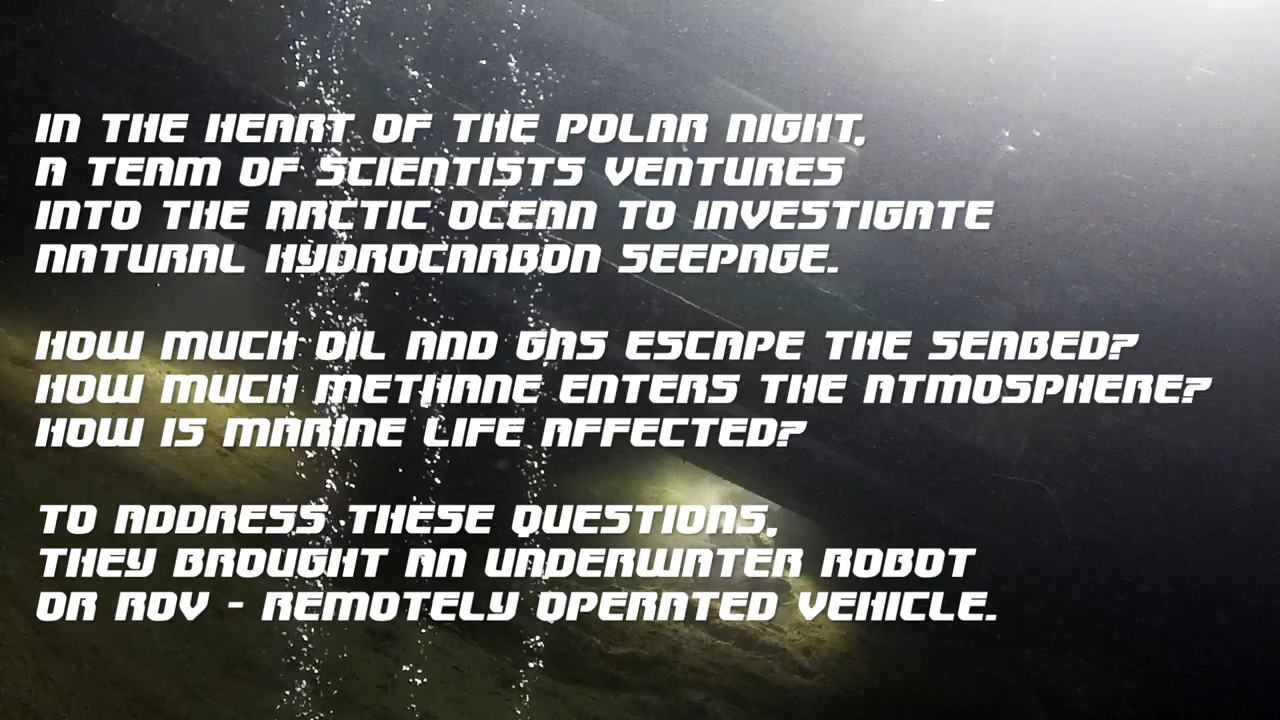 IN THE HEART OF THE POLAR NIGHT,
A TEAM OF SCIENTISTS VENTURES
INTO THE ARCTIC OCEAN TO INVESTIGATE
NATURAL HYDROCARBON SEEPAGE.
HOW MUCH OIL AND GAS ESCAPE THE SEABED?
HOW MUCH METHANE ENTERS THE ATMOSPHERE?
HOW IS MARINE LIFE AFFECTED?
TO ADDRESS THESE QUESTIONS,
THEY BROUGHT AN UNDERWATER ROBOT
OR ROV - REMOTELY OPERATED VEHICLE.